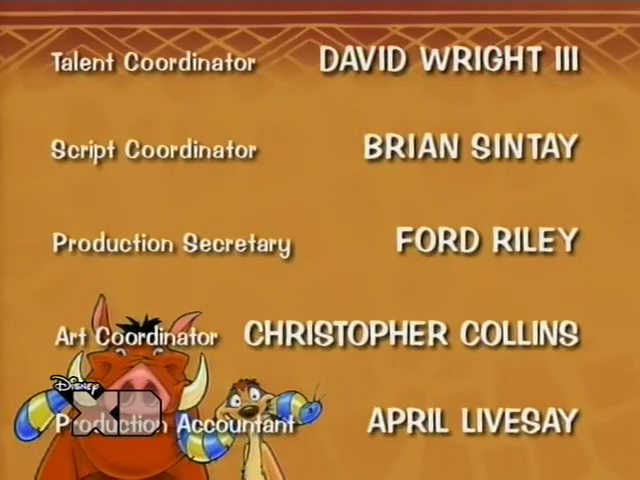 Talent Coordinator DAVID WRIGHT III
Script Coordinator BRIAN SINTAY
Production Secretary FORD RILEY
Art Coordinator CHRISTOPHER COLLINS
Disney XD
Production Accountant APRIL LIVESAY